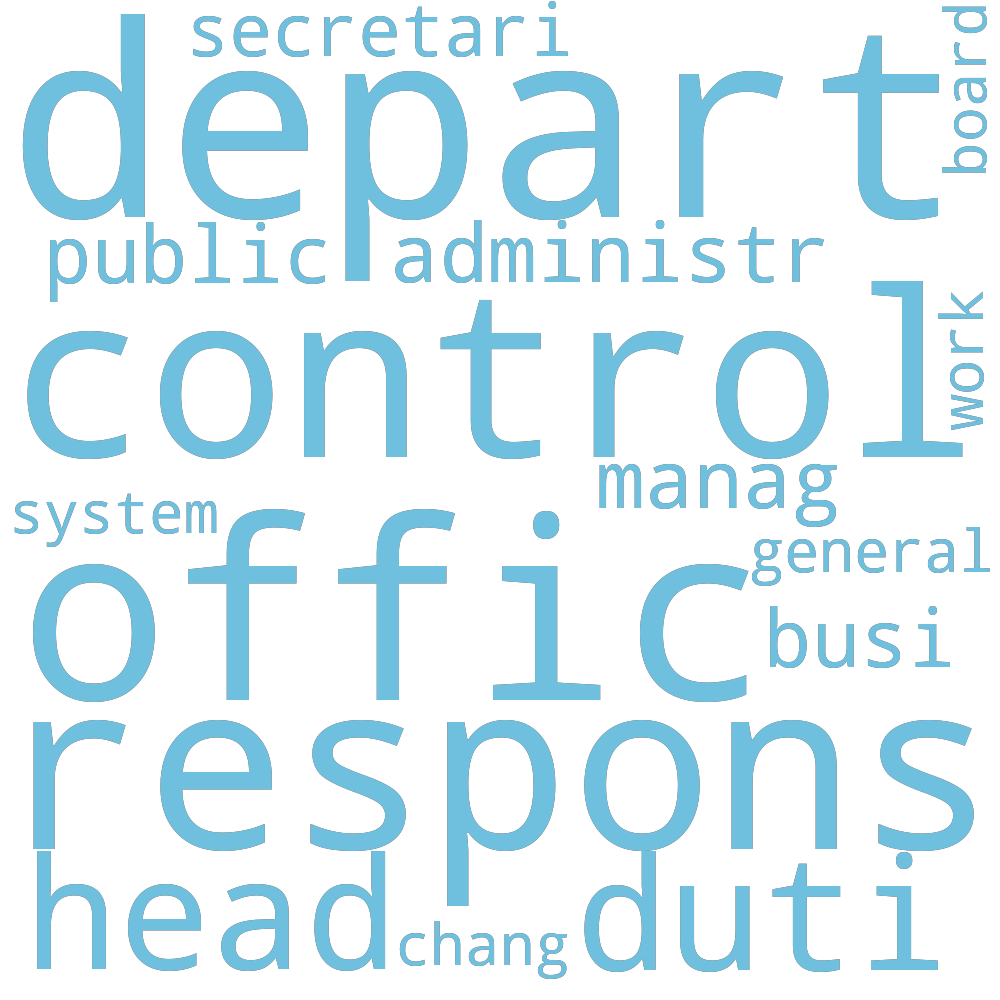 secretari
depart
board
public administr
control
work
manag
system
offic
general
busi
respons
head
chang
duti